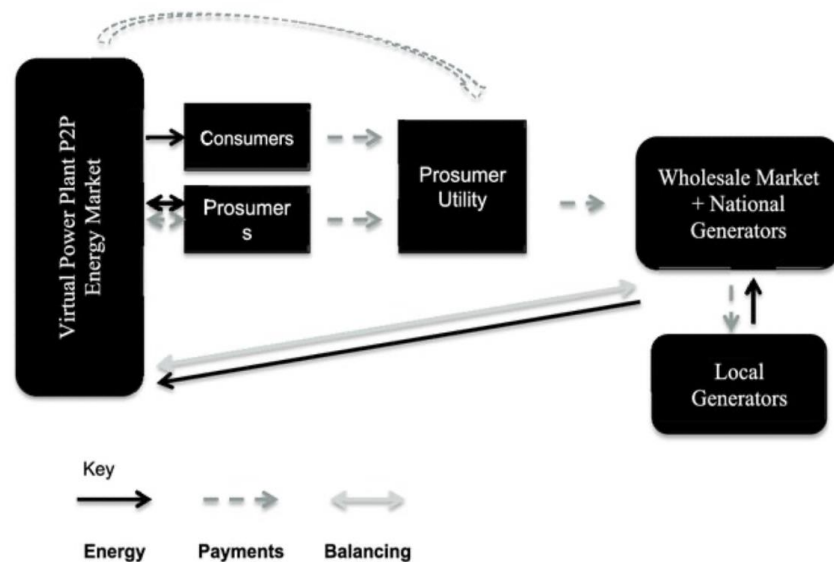 Virtual Power Plant P2P
Energy Market
Consumers
Prosumer
s
Prosumer
Utility
Wholesale Market
+ National
Generators
Local
Generators
Key
Energy
Payments
Balancing